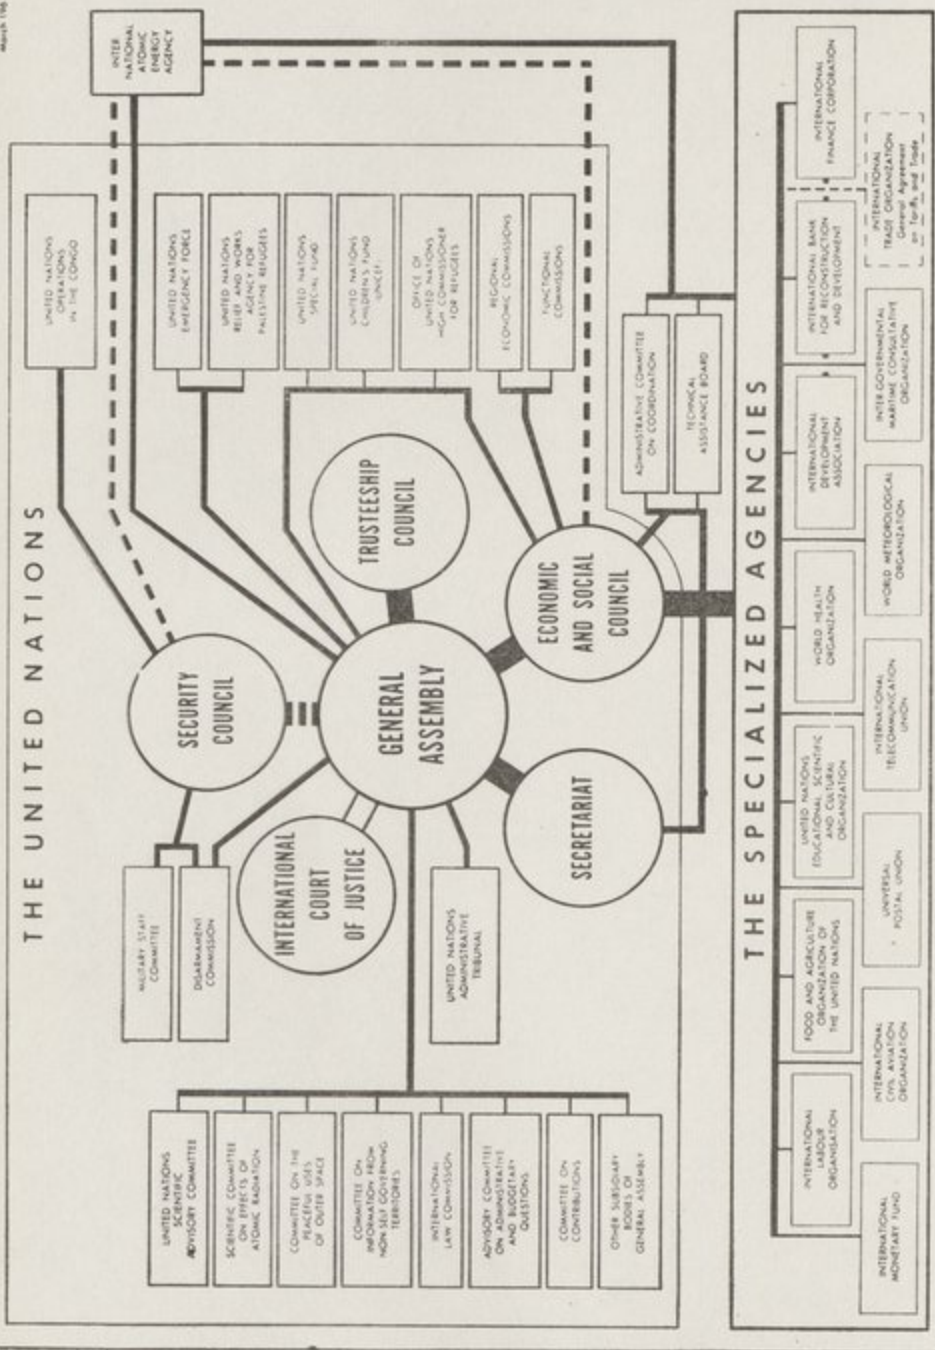 March 196
THE UNITED NATIONS
INTER
NATIONAL
ATOMIC
ENERGY
AGENCY
UNITED NATIONS
OPERATIONS
IN THE CONGO
UNITED NATIONS
EMERGENCY FORCE
UNITED NATIONS
RELIEF AND WORKS
AGENCY FOR
PALESTINE REFUGEES
UNITED NATIONS
SPECIAL FUND
UNITED NATIONS
CHILDREN'S FUND
UNICEF
OFFICE OF
UNITED NATIONS
HIGH COMMISSIONER
FOR REFUGEES
REGIONAL
ECONOMIC COMMISSIONS
FUNCTIONAL
COMMISSIONS
ADMINISTRATIVE COMMITTEE
ON COORDINATION
TECHNICAL
ASSISTANCE BOARD
SECURITY
COUNCIL
TRUSTEESHIP
COUNCIL
GENERAL
ASSEMBLY
ECONOMIC
AND SOCIAL
COUNCIL
INTERNATIONAL
COURT
OF JUSTICE
SECRETARIAT
MILITARY STAFF
COMMITTEE
DISARMAMENT
COMMISSION
UNITED NATIONS
ADMINISTRATIVE
TRIBUNAL
UNITED NATIONS
SCIENTIFIC
ADVISORY COMMITTEE
SCIENTIFIC COMMITTEE
ON EFFECTS OF
ATOMIC RADIATION
COMMITTEE ON THE
PEACEFUL USES
OF OUTER SPACE
COMMITTEE ON
INFORMATION FROM
NON SELF GOVERNING
TERRITORIES
INTERNATIONAL
LAW COMMISSION
ADVISORY COMMITTEE
ON ADMINISTRATIVE
AND BUDGETARY
QUESTIONS
COMMITTEE ON
CONTRIBUTIONS
OTHER SUBSIDIARY
BODIES OF
GENERAL ASSEMBLY
THE SPECIALIZED AGENCIES
INTERNATIONAL
LABOUR
ORGANISATION
FOOD AND AGRICULTURE
ORGANIZATION OF
THE UNITED NATIONS
UNITED NATIONS
EDUCATIONAL SCIENTIFIC
AND CULTURAL
ORGANIZATION
WORLD HEALTH
ORGANIZATION
INTERNATIONAL
DEVELOPMENT
ASSOCIATION
INTERNATIONAL BANK
FOR RECONSTRUCTION
AND DEVELOPMENT
INTERNATIONAL
FINANCE CORPORATION
INTERNATIONAL
MONETARY FUND
INTERNATIONAL
CIVIL AVIATION
ORGANIZATION
UNIVERSAL
POSTAL UNION
INTERNATIONAL
TELECOMMUNICATION
UNION
WORLD METEOROLOGICAL
ORGANIZATION
INTER-GOVERNMENTAL
MARITIME CONSULTATIVE
ORGANIZATION
INTERNATIONAL
TRADE ORGANIZATION
General Agreement
on Tariffs and Trade